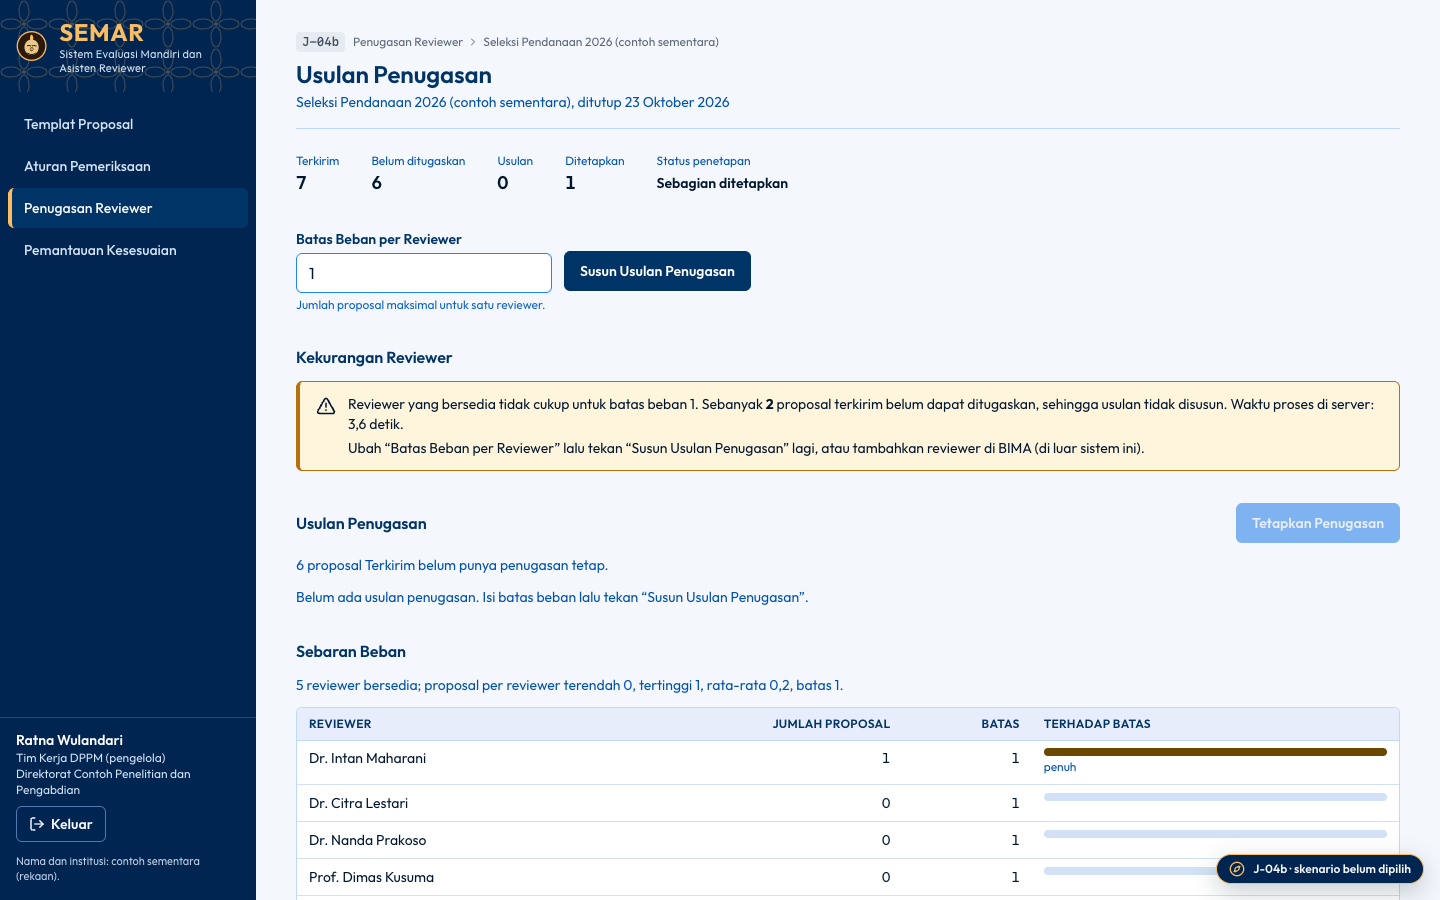 SEMAR
Sistem Evaluasi Mandiri dan
Asisten Reviewer
Templat Proposal
Aturan Pemeriksaan
Penugasan Reviewer
Pemantauan Kesesuaian
Ratna Wulandari
Tim Kerja DPPM (pengelola)
Direktorat Contoh Penelitian dan
Pengabdian
Keluar
Nama dan institusi: contoh sementara
(rekaan).
J-04b Penugasan Reviewer > Seleksi Pendanaan 2026 (contoh sementara)
Usulan Penugasan
Seleksi Pendanaan 2026 (contoh sementara), ditutup 23 Oktober 2026
Terkirim Belum ditugaskan Usulan Ditetapkan Status penetapan
7 6 0 1 Sebagian ditetapkan
Batas Beban per Reviewer
1 Susun Usulan Penugasan
Jumlah proposal maksimal untuk satu reviewer.
Kekurangan Reviewer
Reviewer yang bersedia tidak cukup untuk batas beban 1. Sebanyak 2 proposal terkirim belum dapat ditugaskan, sehingga usulan tidak disusun. Waktu proses di server:
3,6 detik.
Ubah “Batas Beban per Reviewer” lalu tekan “Susun Usulan Penugasan” lagi, atau tambahkan reviewer di BIMA (di luar sistem ini).
Usulan Penugasan Tetapkan Penugasan
6 proposal Terkirim belum punya penugasan tetap.
Belum ada usulan penugasan. Isi batas beban lalu tekan “Susun Usulan Penugasan”.
Sebaran Beban
5 reviewer bersedia; proposal per reviewer terendah 0, tertinggi 1, rata-rata 0,2, batas 1.
REVIEWER JUMLAH PROPOSAL BATAS TERHADAP BATAS
Dr. Intan Maharani 1 1 penuh
Dr. Citra Lestari 0 1
Dr. Nanda Prakoso 0 1
Prof. Dimas Kusuma 0 1
J-04b · skenario belum dipilih